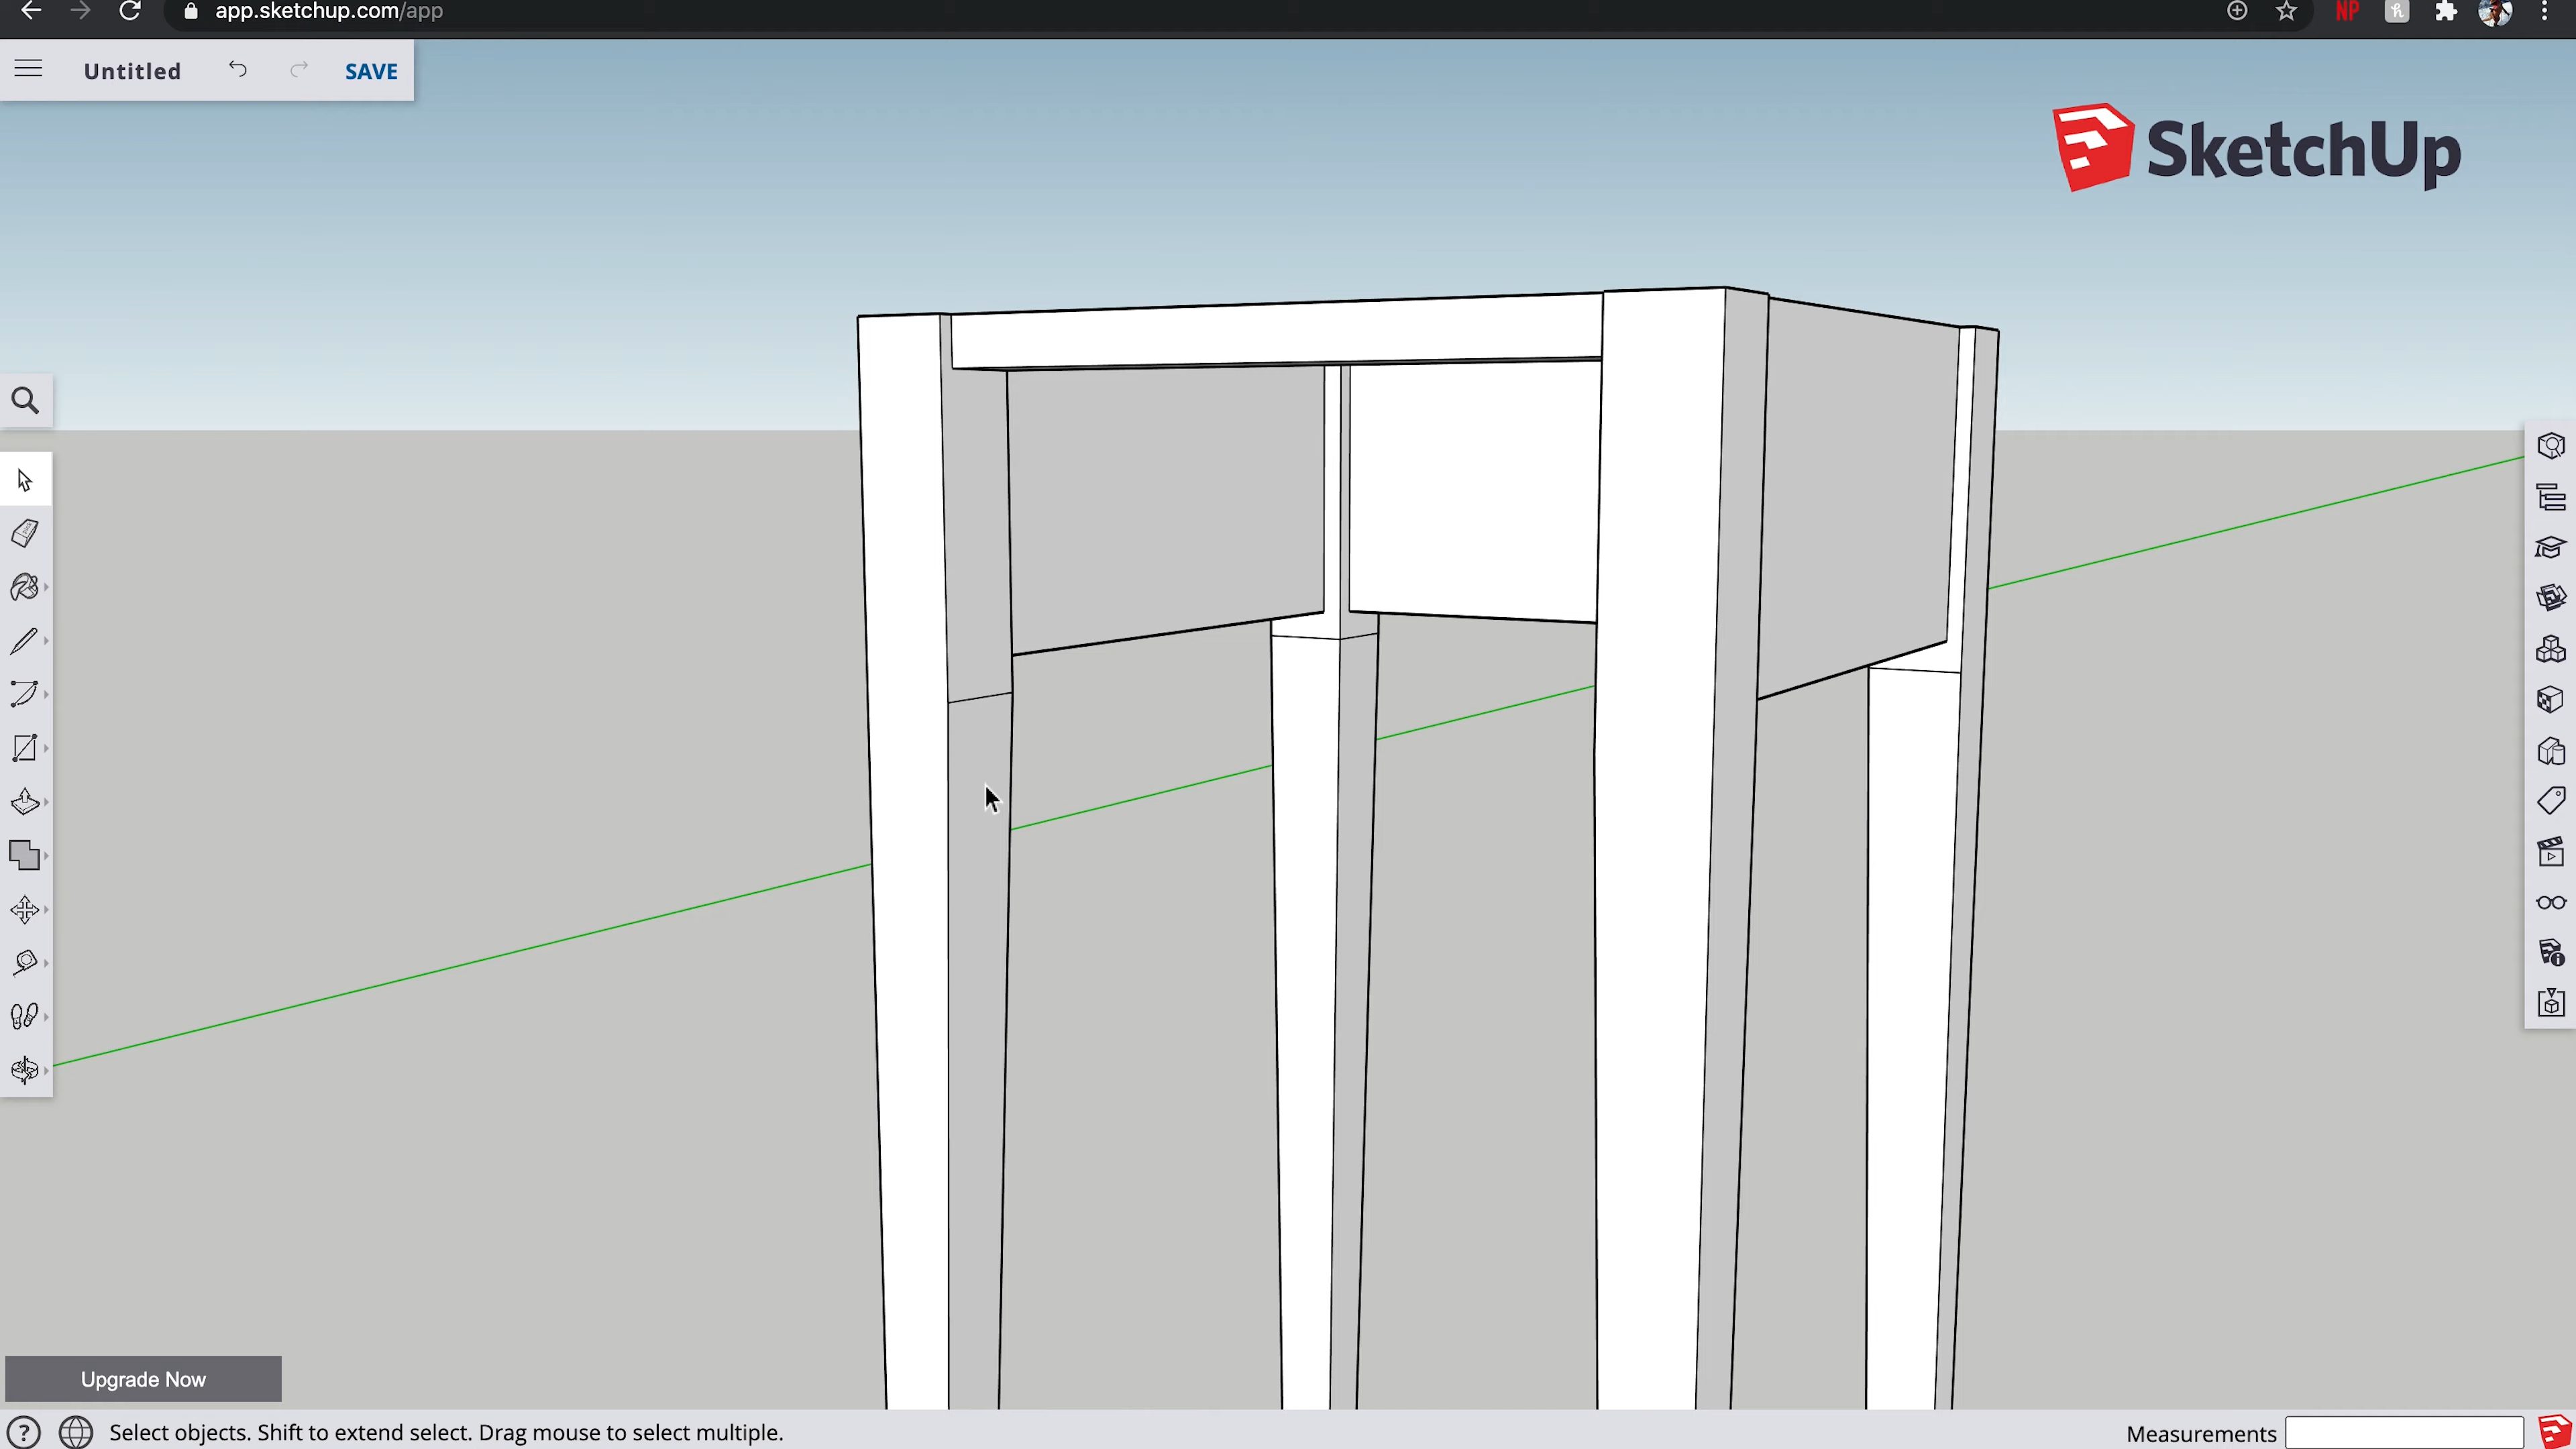 app.sketchup.com/app
NP
h
Untitled
SAVE
SketchUp
Upgrade Now
?
Select objects. Shift to extend select. Drag mouse to select multiple.
Measurements